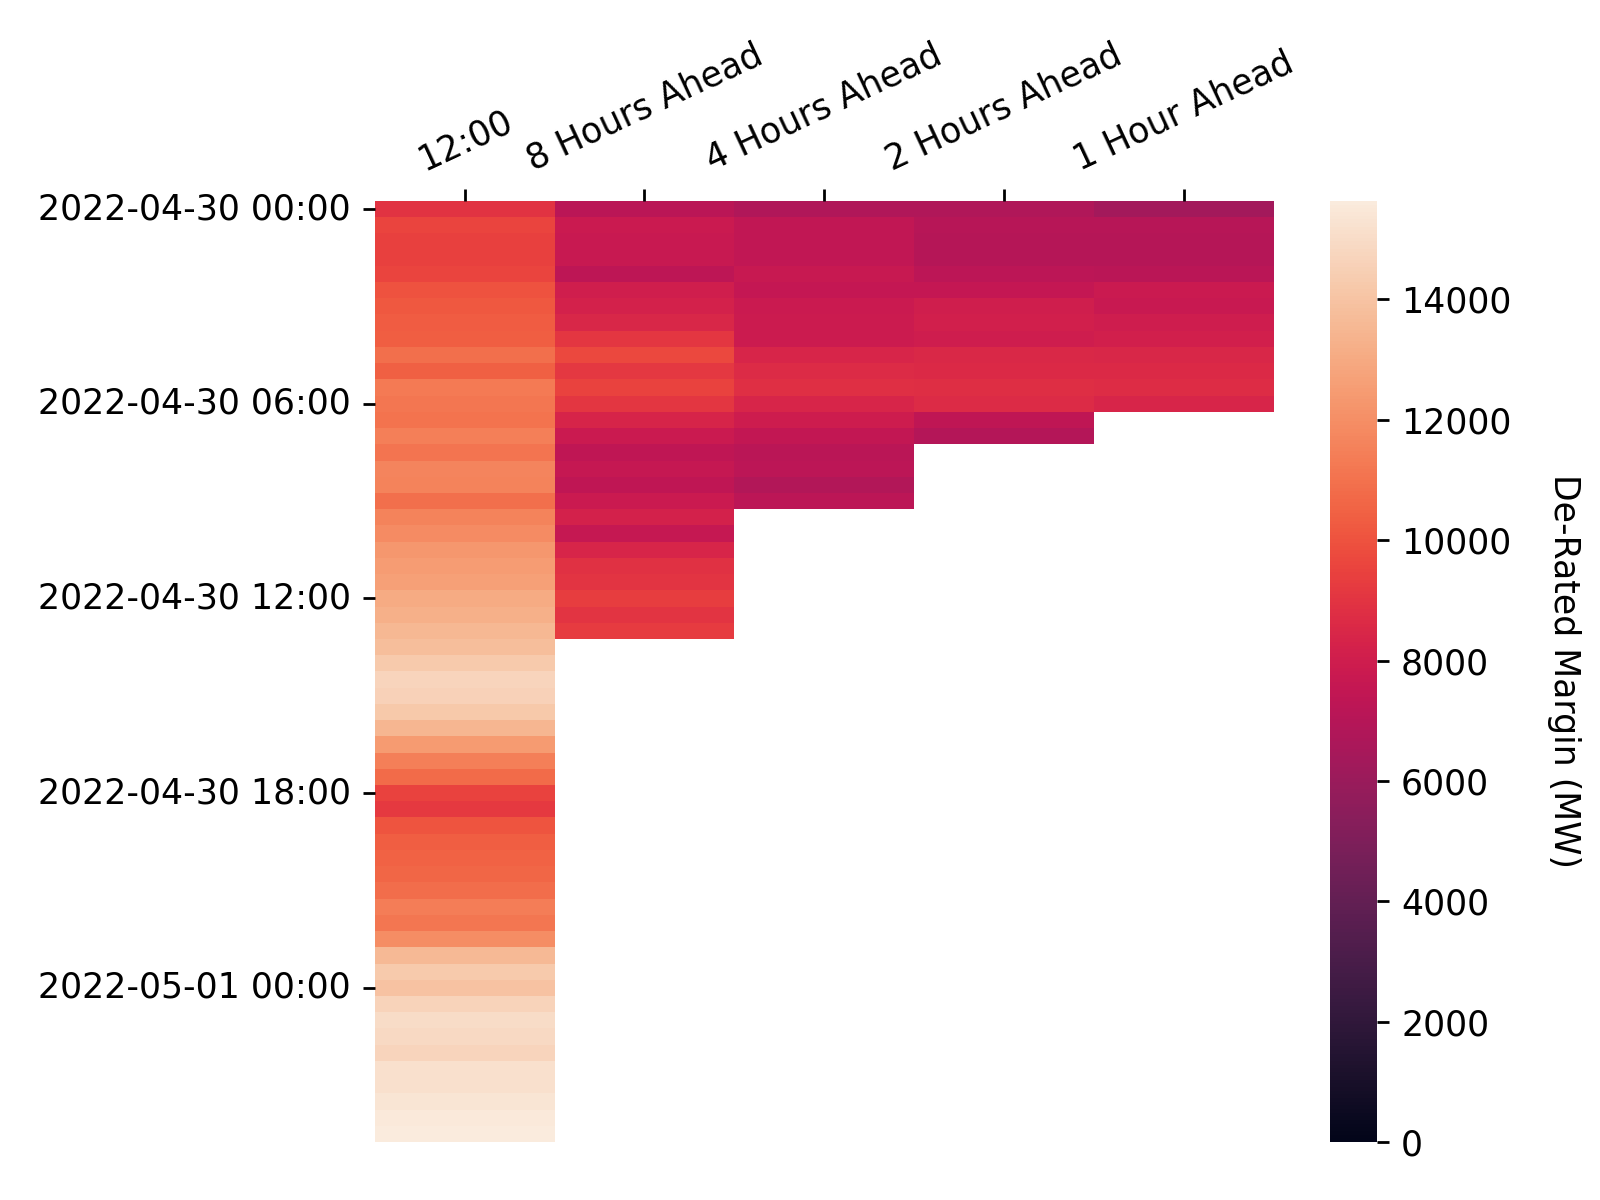 12:00
8 Hours Ahead
4 Hours Ahead
2 Hours Ahead
1 Hour Ahead
2022-04-30 00:00
2022-04-30 06:00
2022-04-30 12:00
2022-04-30 18:00
2022-05-01 00:00
14000
12000
10000
8000
6000
4000
2000
0
De-Rated Margin (MW)